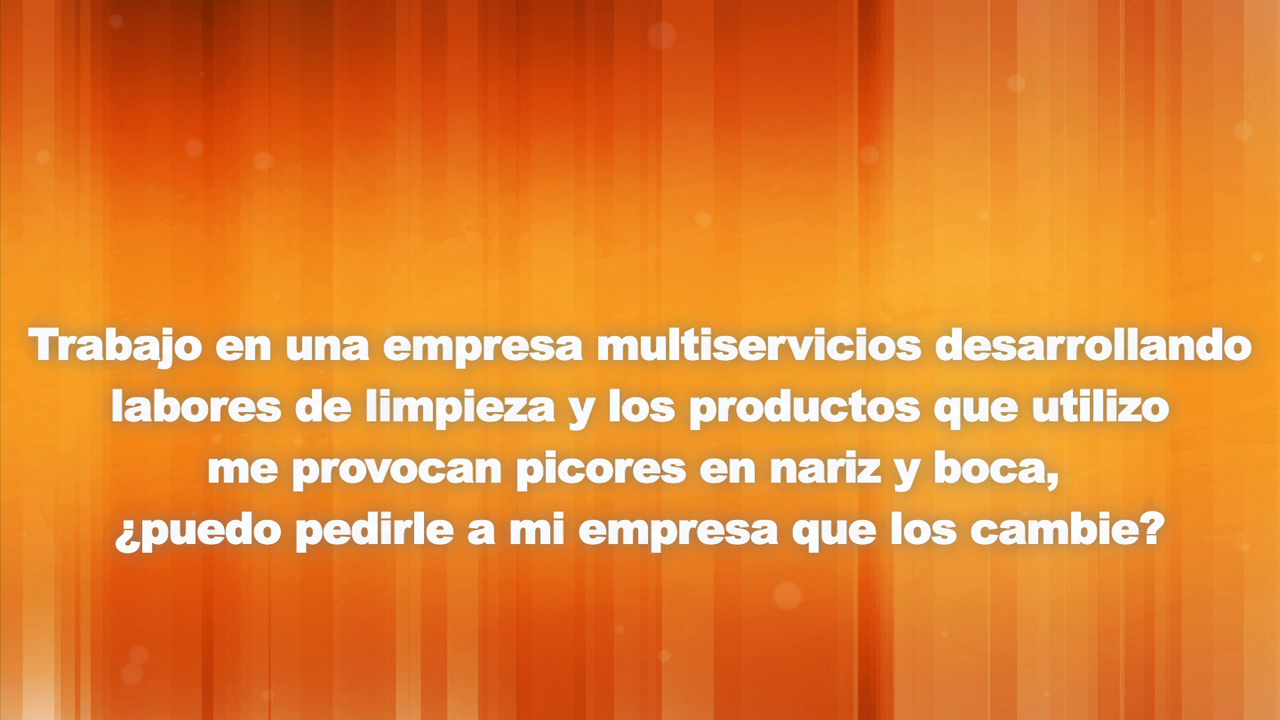 Trabajo en una empresa multiservicios desarrollando
labores de limpieza y los productos que utilizo
me provocan picores en nariz y boca,
¿puedo pedirle a mi empresa que los cambie?